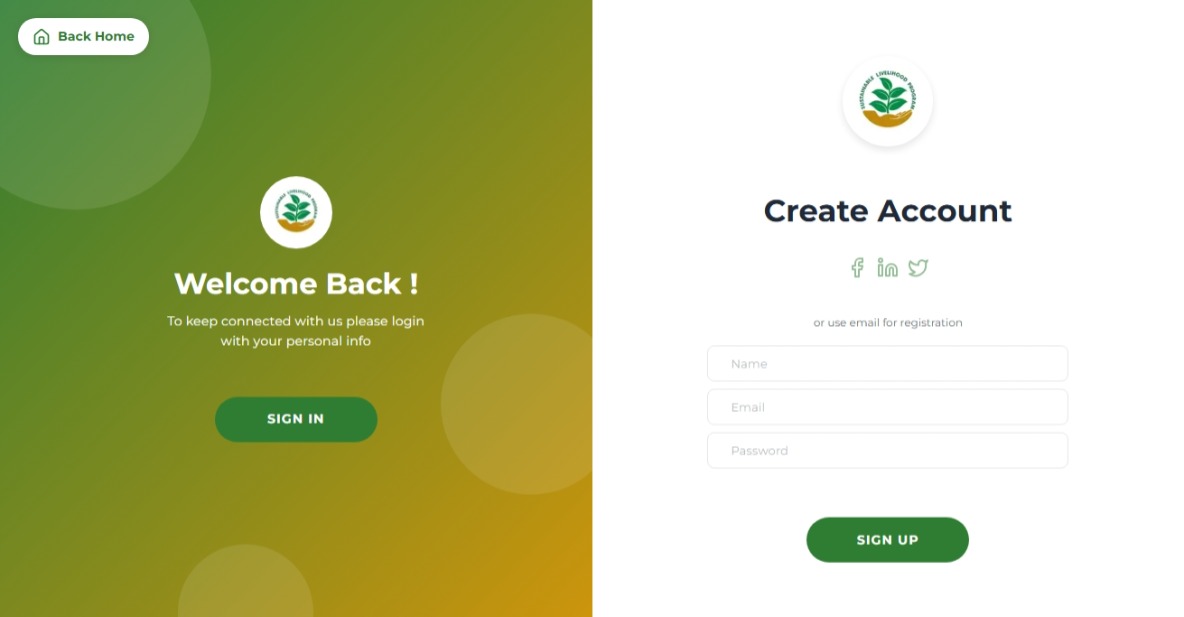 Back Home
SUSTAINABLE LIVELIHOOD PROGRAM
Welcome Back !
To keep connected with us please login
with your personal info
SIGN IN
SUSTAINABLE LIVELIHOOD PROGRAM
Create Account
or use email for registration
Name
Email
Password
SIGN UP